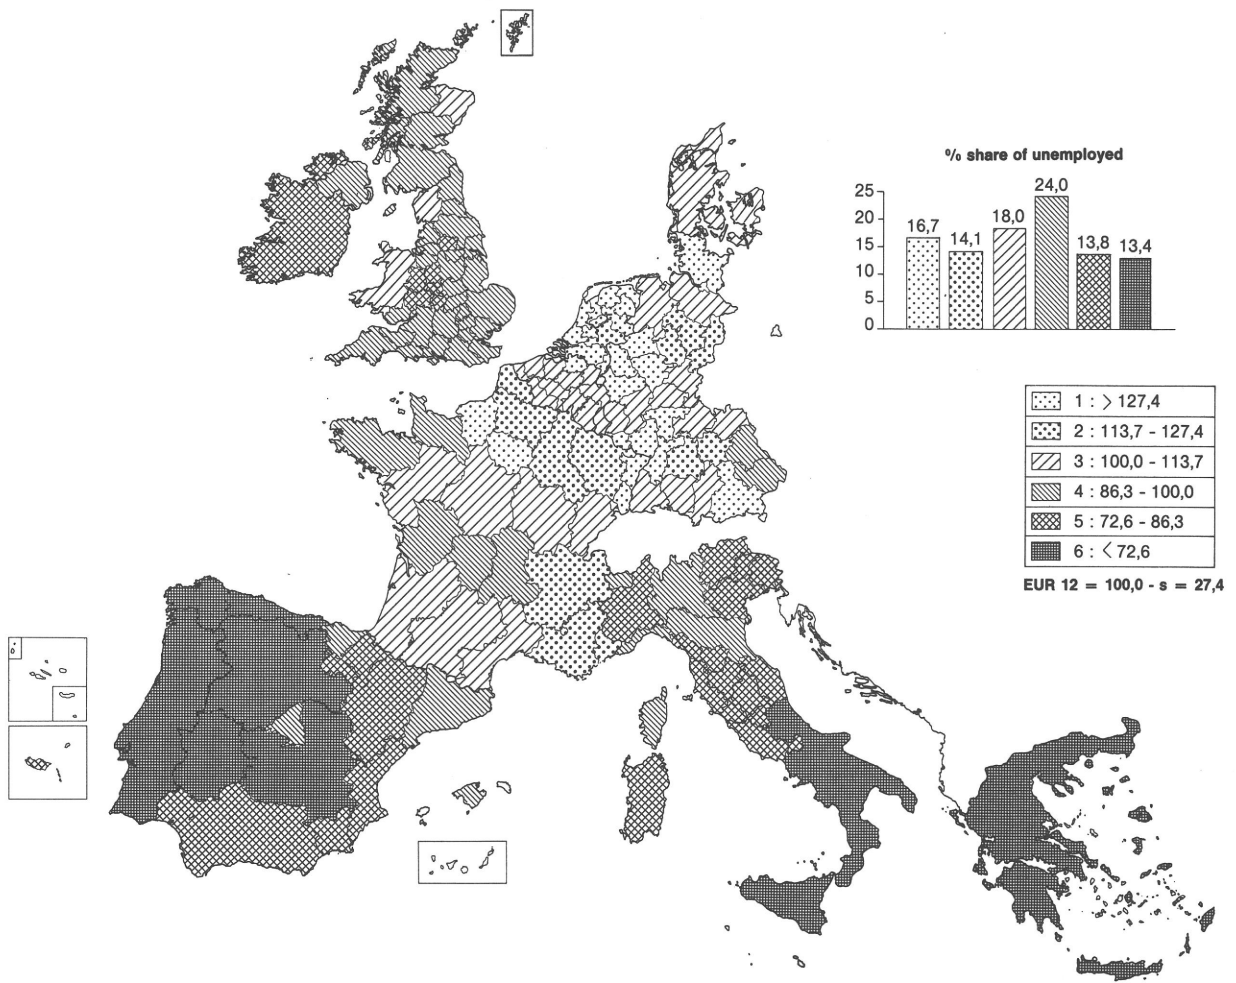 % share of unemployed
25
20
15
10
5
0
16,7
14,1
18,0
24,0
13,8
13,4
1 : > 127,4
2 : 113,7 - 127,4
3 : 100,0 - 113,7
4 : 86,3 - 100,0
5 : 72,6 - 86,3
6 : < 72,6
EUR 12 = 100,0 - s = 27,4